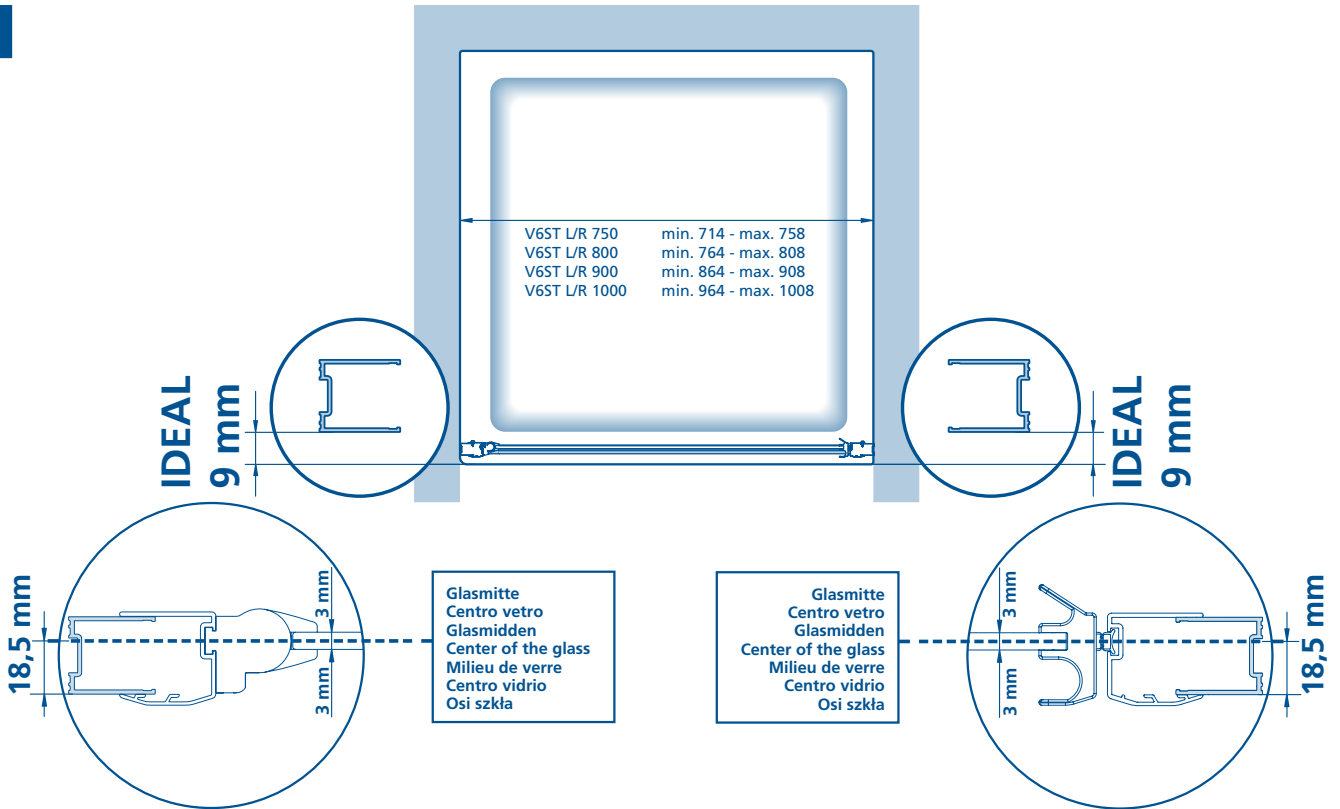 V6ST L/R 750 min. 714 - max. 758
V6ST L/R 800 min. 764 - max. 808
V6ST L/R 900 min. 864 - max. 908
V6ST L/R 1000 min. 964 - max. 1008
IDEAL
9 mm
IDEAL
9 mm
18,5 mm
3 mm
3 mm
Glasmitte
Centro vetro
Glasmidden
Center of the glass
Milieu de verre
Centro vidrio
Osi szkła
Glasmitte
Centro vetro
Glasmidden
Center of the glass
Milieu de verre
Centro vidrio
Osi szkła
3 mm
3 mm
18,5 mm